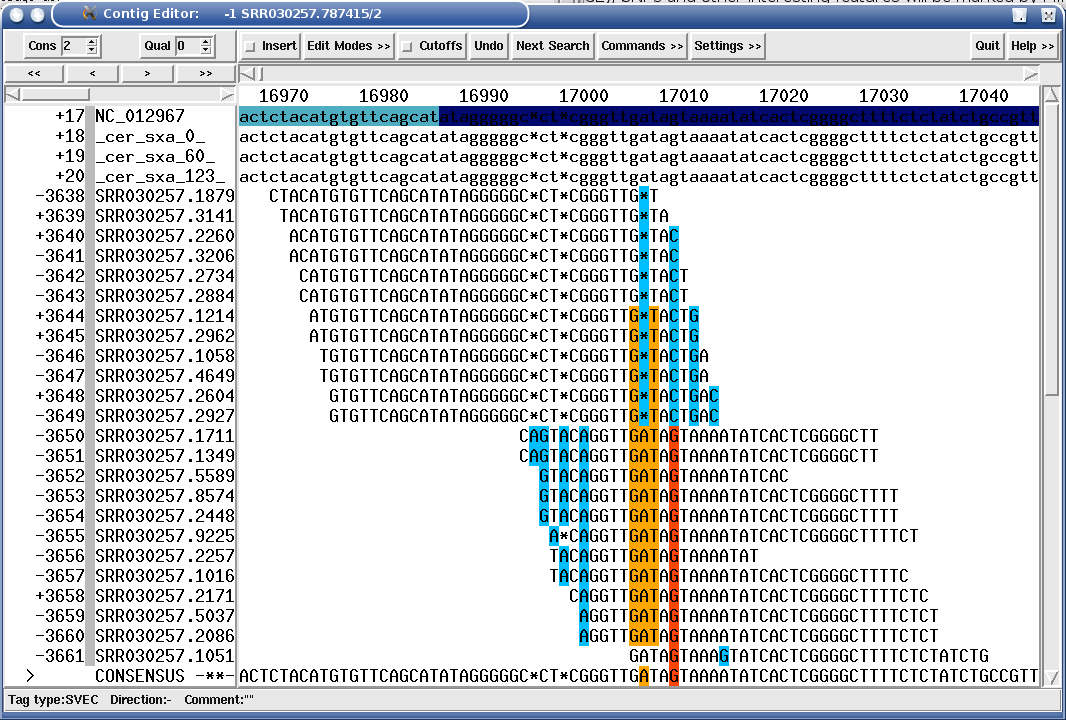 Contig Editor: -1 SRR030257.787415/2
Cons 2 Qual 0 Insert Edit Modes >> Cutoffs Undo Next Search Commands >> Settings >> Quit Help >>
<< < > >>
16970 16980 16990 17000 17010 17020 17030 17040
+17 NC_012967 actctacatgtgttcagcatatagggggc*ct*cgggttgatagtaaaatatcactcggggcttttctctatctgccgtt
+18 _cer_sxa_0_ actctacatgtgttcagcatatagggggc*ct*cgggttgatagtaaaatatcactcggggcttttctctatctgccgtt
+19 _cer_sxa_60_ actctacatgtgttcagcatatagggggc*ct*cgggttgatagtaaaatatcactcggggcttttctctatctgccgtt
+20 _cer_sxa_123_ actctacatgtgttcagcatatagggggc*ct*cgggttgatagtaaaatatcactcggggcttttctctatctgccgtt
-3638 SRR030257.1879 CTACATGTGTTCAGCATATAGGGGGC*CT*CGGGTTG*T
+3639 SRR030257.3141 TACATGTGTTCAGCATATAGGGGGC*CT*CGGGTTG*TA
+3640 SRR030257.2260 ACATGTGTTCAGCATATAGGGGGC*CT*CGGGTTG*TAC
-3641 SRR030257.3206 ACATGTGTTCAGCATATAGGGGGC*CT*CGGGTTG*TAC
-3642 SRR030257.2734 CATGTGTTCAGCATATAGGGGGC*CT*CGGGTTG*TACT
-3643 SRR030257.2884 CATGTGTTCAGCATATAGGGGGC*CT*CGGGTTG*TACT
+3644 SRR030257.1214 ATGTGTTCAGCATATAGGGGGC*CT*CGGGTTG*TACTG
+3645 SRR030257.2962 ATGTGTTCAGCATATAGGGGGC*CT*CGGGTTG*TACTG
-3646 SRR030257.1058 TGTGTTCAGCATATAGGGGGC*CT*CGGGTTG*TACTGA
-3647 SRR030257.4649 TGTGTTCAGCATATAGGGGGC*CT*CGGGTTG*TACTGA
+3648 SRR030257.2604 GTGTTCAGCATATAGGGGGC*CT*CGGGTTG*TACTGAC
-3649 SRR030257.2927 GTGTTCAGCATATAGGGGGC*CT*CGGGTTG*TACTGAC
-3650 SRR030257.1711 CAGTACAGGTTGATAGTAAAATATCACTCGGGGCTT
-3651 SRR030257.1349 CAGTACAGGTTGATAGTAAAATATCACTCGGGGCTT
-3652 SRR030257.5589 GTACAGGTTGATAGTAAAATATCAC
-3653 SRR030257.8574 GTACAGGTTGATAGTAAAATATCACTCGGGGCTTTT
-3654 SRR030257.2448 GTACAGGTTGATAGTAAAATATCACTCGGGGCTTTT
-3655 SRR030257.9225 A*CAGGTTGATAGTAAAATATCACTCGGGGCTTTTCT
-3656 SRR030257.2257 TACAGGTTGATAGTAAAATAT
-3657 SRR030257.1016 TACAGGTTGATAGTAAAATATCACTCGGGGCTTTTC
+3658 SRR030257.2171 CAGGTTGATAGTAAAATATCACTCGGGGCTTTTCTC
-3659 SRR030257.5037 AGGTTGATAGTAAAATATCACTCGGGGCTTTTCTCT
-3660 SRR030257.2086 AGGTTGATAGTAAAATATCACTCGGGGCTTTTCTCT
-3661 SRR030257.1051 GATAGTAAAGTATCACTCGGGGCTTTTCTCTATCTG
> CONSENSUS -**- ACTCTACATGTGTTCAGCATATAGGGGGC*CT*CGGGTTGATAGTAAAATATCACTCGGGGCTTTTCTCTATCTGCCGTT
Tag type:SVEC Direction:- Comment:""